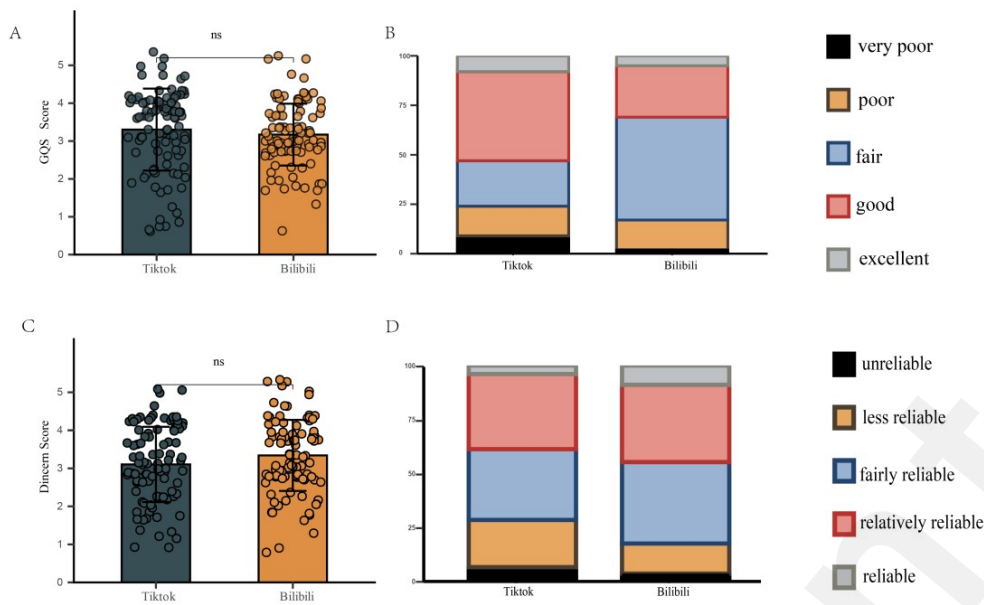 A
ns
GQS Score
5
4
3
2
1
0
Tiktok
Bilibili
B
100
75
50
25
0
Tiktok
Bilibili
very poor
poor
fair
good
excellent
C
ns
Dincern Score
5
4
3
2
1
0
Tiktok
Bilibili
D
100
75
50
25
0
Tiktok
Bilibili
unreliable
less reliable
fairly reliable
relatively reliable
reliable